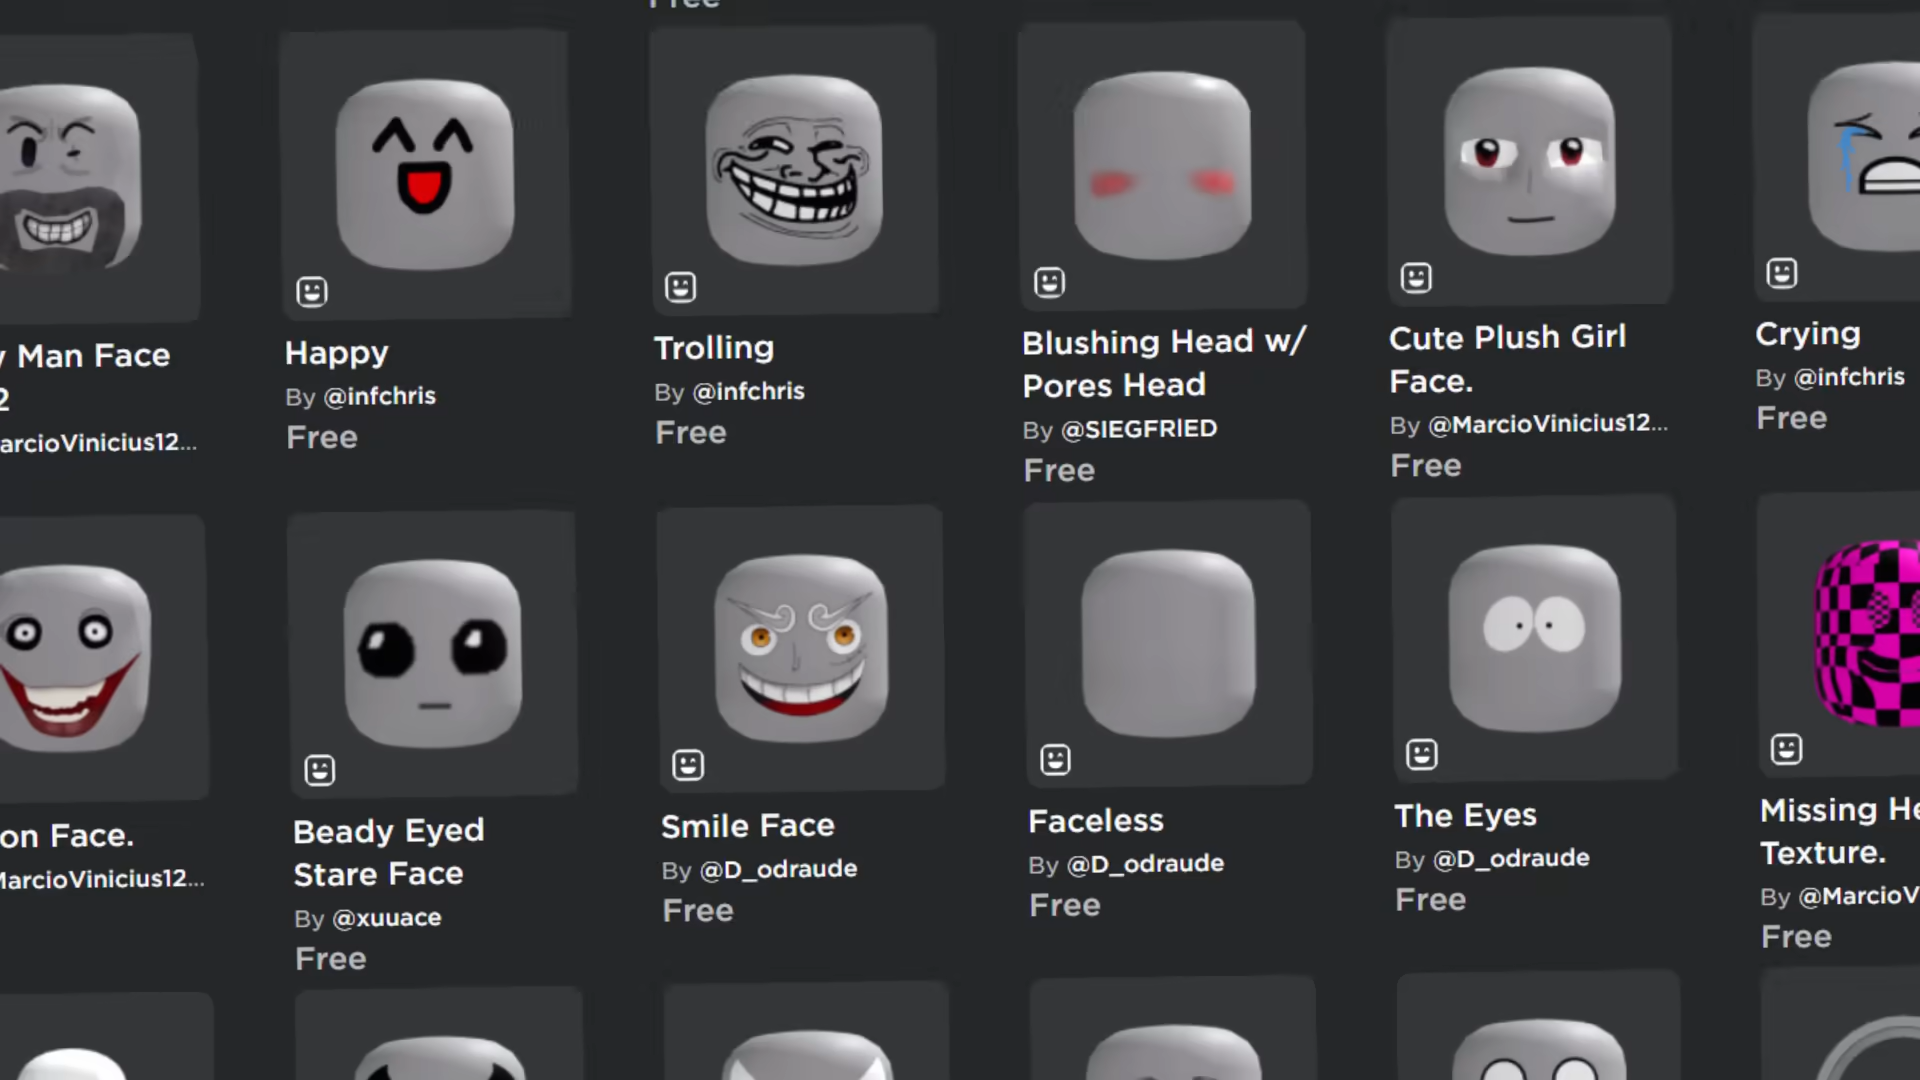 Free
y Man Face
2
arcioVinicius12...
Happy
By @infchris
Free
Trolling
By @infchris
Free
Blushing Head w/
Pores Head
By @SIEGFRIED
Free
Cute Plush Girl
Face.
By @MarcioVinicius12...
Free
Crying
By @infchris
Free
on Face.
MarcioVinicius12...
Beady Eyed
Stare Face
By @xuuace
Free
Smile Face
By @D_odraude
Free
Faceless
By @D_odraude
Free
The Eyes
By @D_odraude
Free
Missing He
Texture.
By @MarcioV
Free